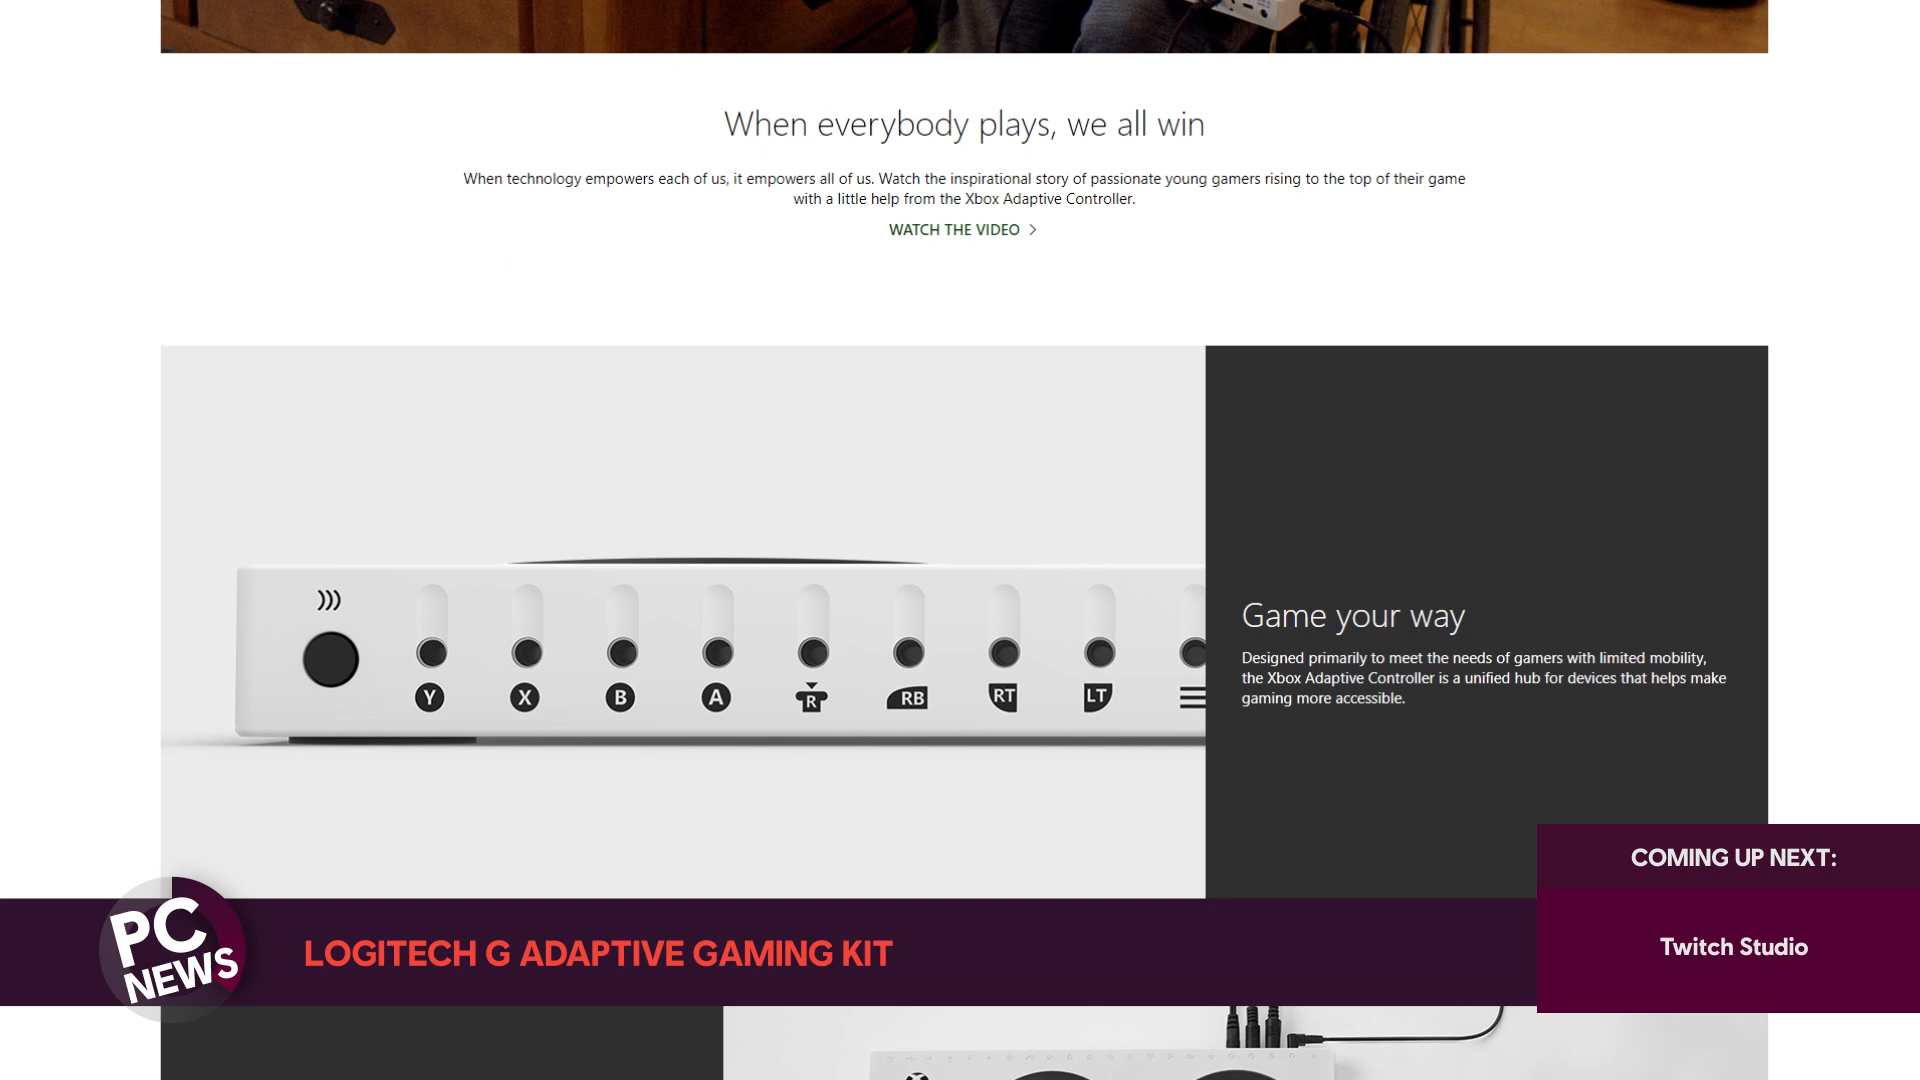 When everybody plays, we all win
When technology empowers each of us, it empowers all of us. Watch the inspirational story of passionate young gamers rising to the top of their game
with a little help from the Xbox Adaptive Controller.
WATCH THE VIDEO >
Y X B A R RB RT LT
Game your way
Designed primarily to meet the needs of gamers with limited mobility,
the Xbox Adaptive Controller is a unified hub for devices that helps make
gaming more accessible.
COMING UP NEXT:
Twitch Studio
PC
NEWS
LOGITECH G ADAPTIVE GAMING KIT